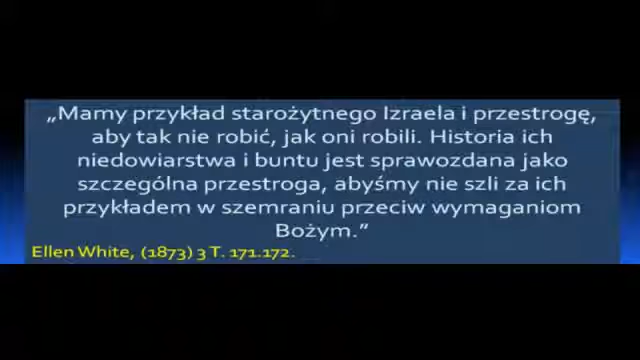 „Mamy przykład starożytnego Izraela i przestrogę,
aby tak nie robić, jak oni robili. Historia ich
niedowiarstwa i buntu jest sprawozdana jako
szczególna przestroga, abyśmy nie szli za ich
przykładem w szemraniu przeciw wymaganiom
Bożym.”
Ellen White, (1873) 3 T. 171.172.